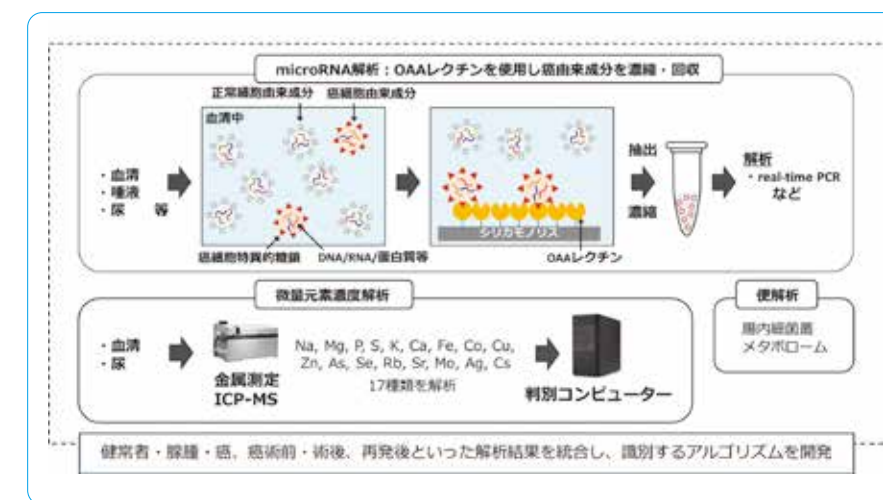 microRNA解析:OAAレクチンを使用し癌由来成分を濃縮・回収
正常細胞由来成分 癌細胞由来成分
血清中
・血清
・唾液
・尿 等
癌細胞特異的糖鎖
DNA/RNA/蛋白質等
シリカモノリス
OAAレクチン
抽出
濃縮
解析
・real-time PCR
など
微量元素濃度解析
・血清
・尿
金属測定
ICP-MS
Na, Mg, P, S, K, Ca, Fe, Co, Cu,
Zn, As, Se, Rb, Sr, Mo, Ag, Cs
17種類を解析
判別コンピューター
便解析
腸内細菌叢
メタボローム
健常者・腺腫・癌、癌術前・術後、再発後といった解析結果を統合し、識別するアルゴリズムを開発